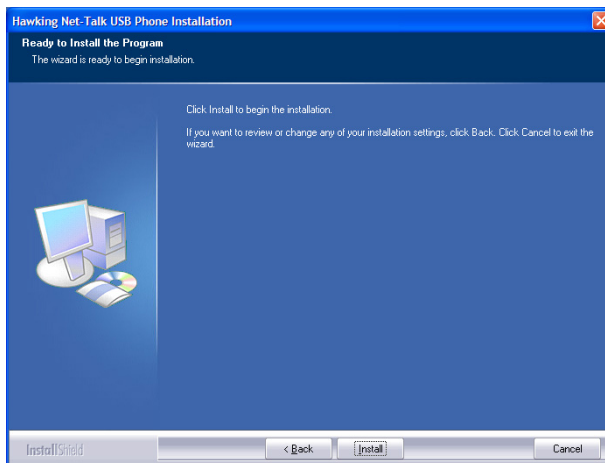 Hawking Net-Talk USB Phone Installation
Ready to Install the Program
The wizard is ready to begin installation.
Click Install to begin the installation.
If you want to review or change any of your installation settings, click Back. Click Cancel to exit the
wizard.
InstallShield
< Back
Install
Cancel